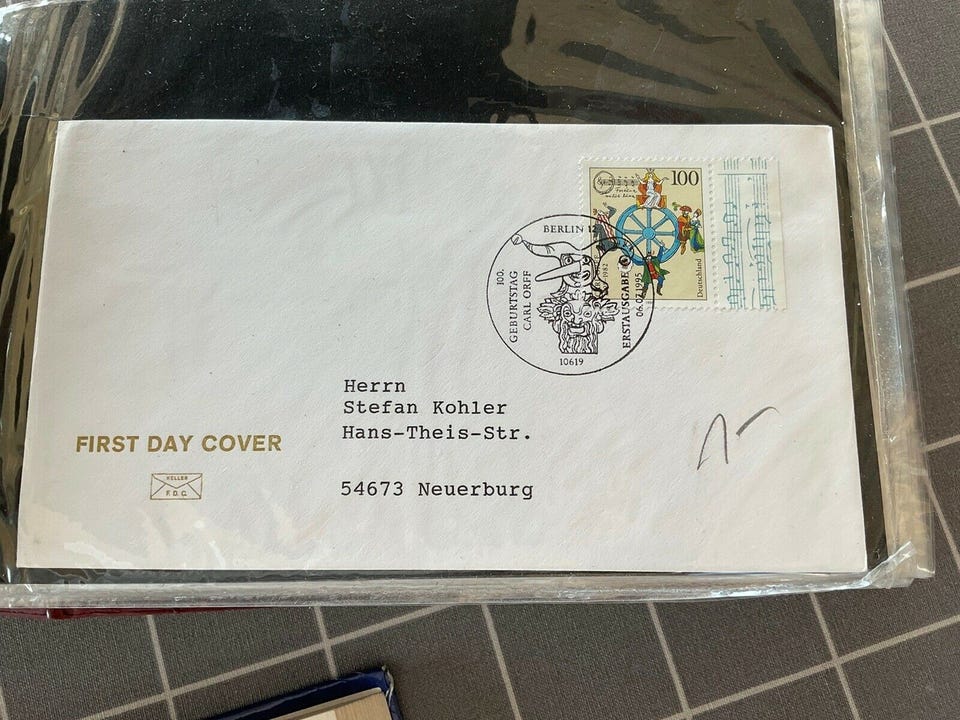 100
Deutschland
BERLIN 12
100.
GEBURTSTAG
CARL ORFF
ERSTAUSGABE
06.07.1995
10619
Herrn
Stefan Kohler
Hans-Theis-Str.
54673 Neuerburg
FIRST DAY COVER
KELLER
F.D.C.